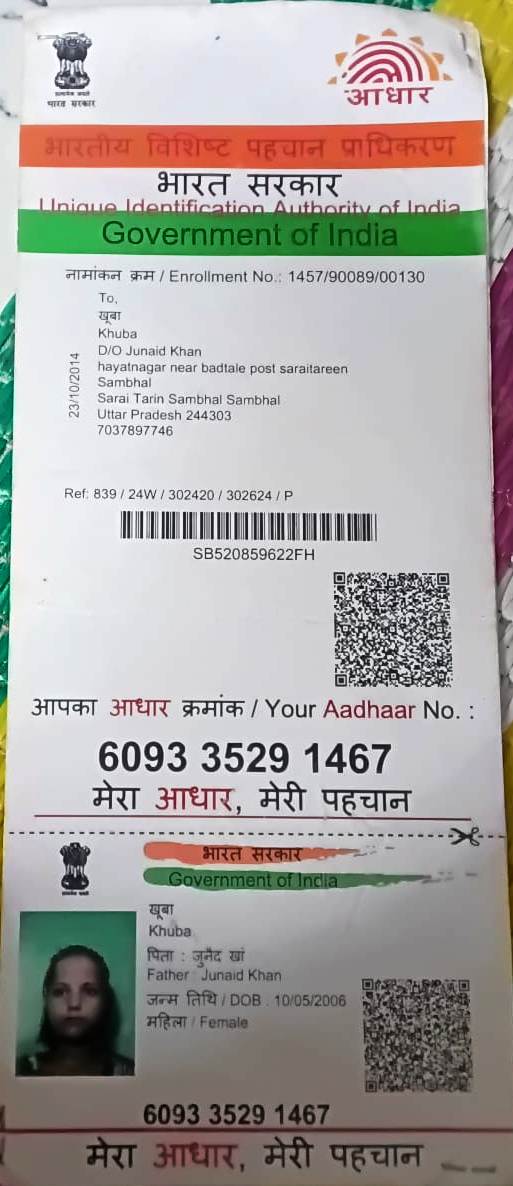 सत्यमेव जयते
भारत सरकार
आधार
भारतीय विशिष्ट पहचान प्राधिकरण
भारत सरकार
Unique Identification Authority of India
Government of India
नामांकन क्रम / Enrollment No.: 1457/90089/00130
To,
खूबा
Khuba
D/O Junaid Khan
hayatnagar near badtale post saraitareen
Sambhal
Sarai Tarin Sambhal Sambhal
Uttar Pradesh 244303
7037897746
23/10/2014
Ref: 839 / 24W / 302420 / 302624 / P
SB520859622FH
आपका आधार क्रमांक / Your Aadhaar No. :
6093 3529 1467
मेरा आधार, मेरी पहचान
भारत सरकार
Government of India
खूबा
Khuba
पिता : जुनैद खां
Father : Junaid Khan
जन्म तिथि / DOB : 10/05/2006
महिला / Female
6093 3529 1467
मेरा आधार, मेरी पहचान